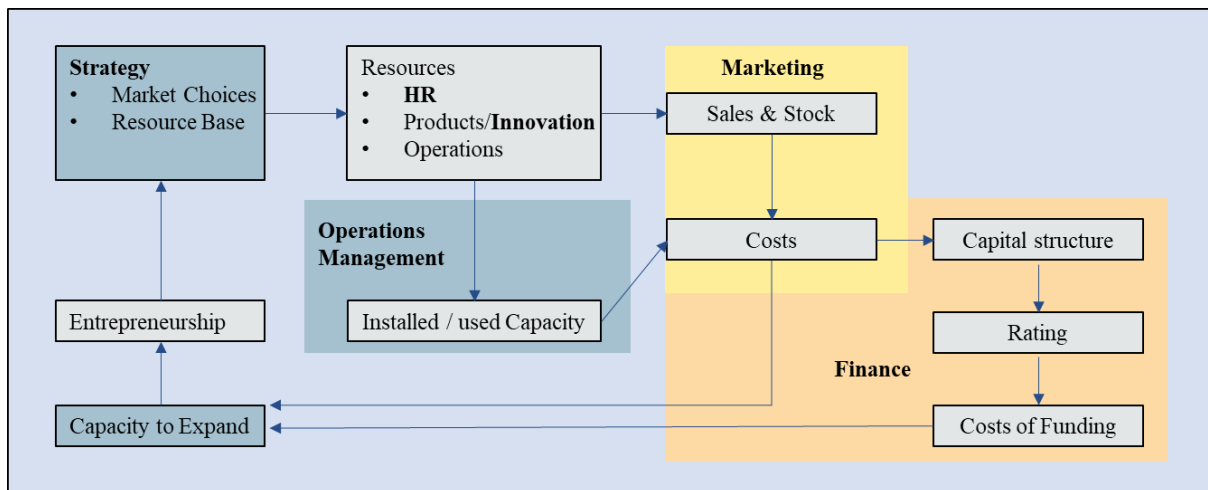 Strategy
• Market Choices
• Resource Base
Resources
• HR
• Products/Innovation
• Operations
Marketing
Sales & Stock
Operations
Management
Costs
Capital structure
Entrepreneurship
Installed / used Capacity
Rating
Finance
Capacity to Expand
Costs of Funding